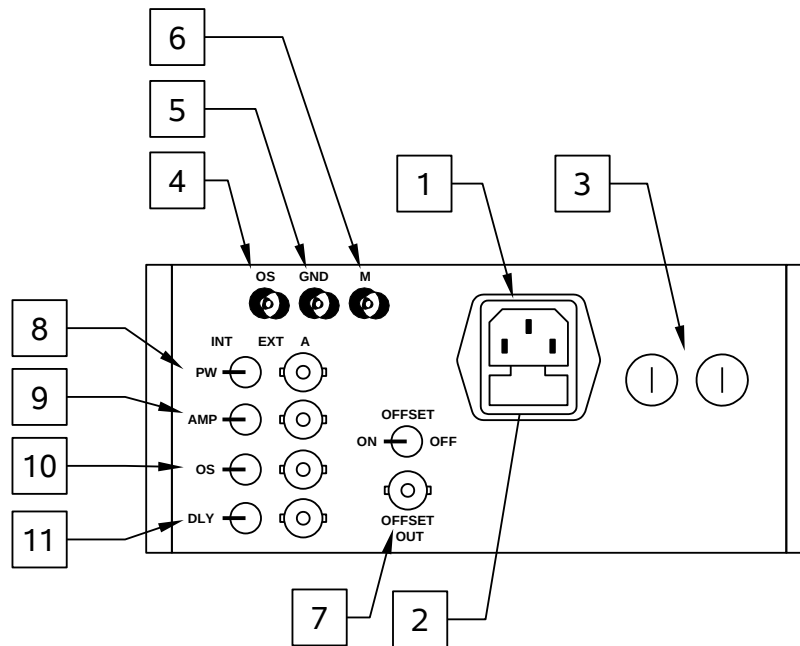 6
5
4
1
3
OS GND M
8
INT EXT A
PW
9
AMP
OFFSET
ON OFF
10
OS
11
DLY
OFFSET
OUT
7
2